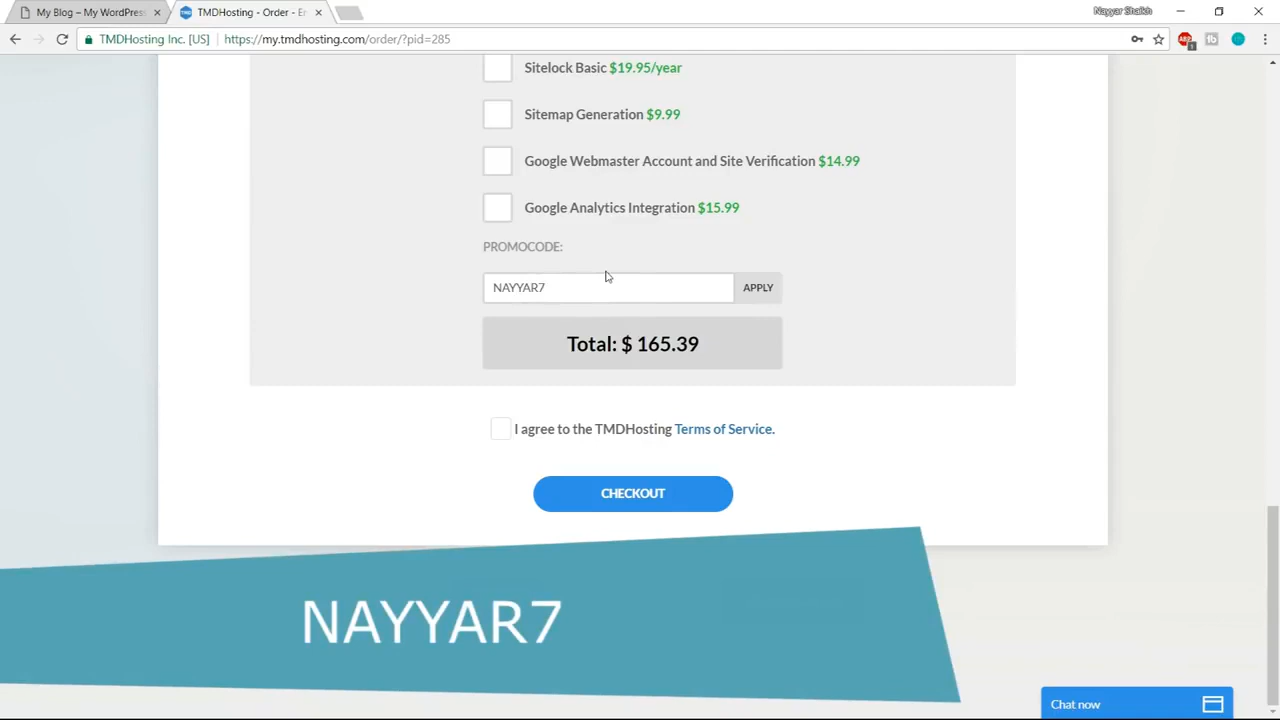 My Blog – My WordPress
TMDHosting - Order - En
Nayyar Shaikh
TMDHosting Inc. [US]
https://my.tmdhosting.com/order/?pid=285
Sitelock Basic $19.95/year
Sitemap Generation $9.99
Google Webmaster Account and Site Verification $14.99
Google Analytics Integration $15.99
PROMOCODE:
NAYYAR7
APPLY
Total: $ 165.39
I agree to the TMDHosting Terms of Service.
CHECKOUT
NAYYAR7
Chat now